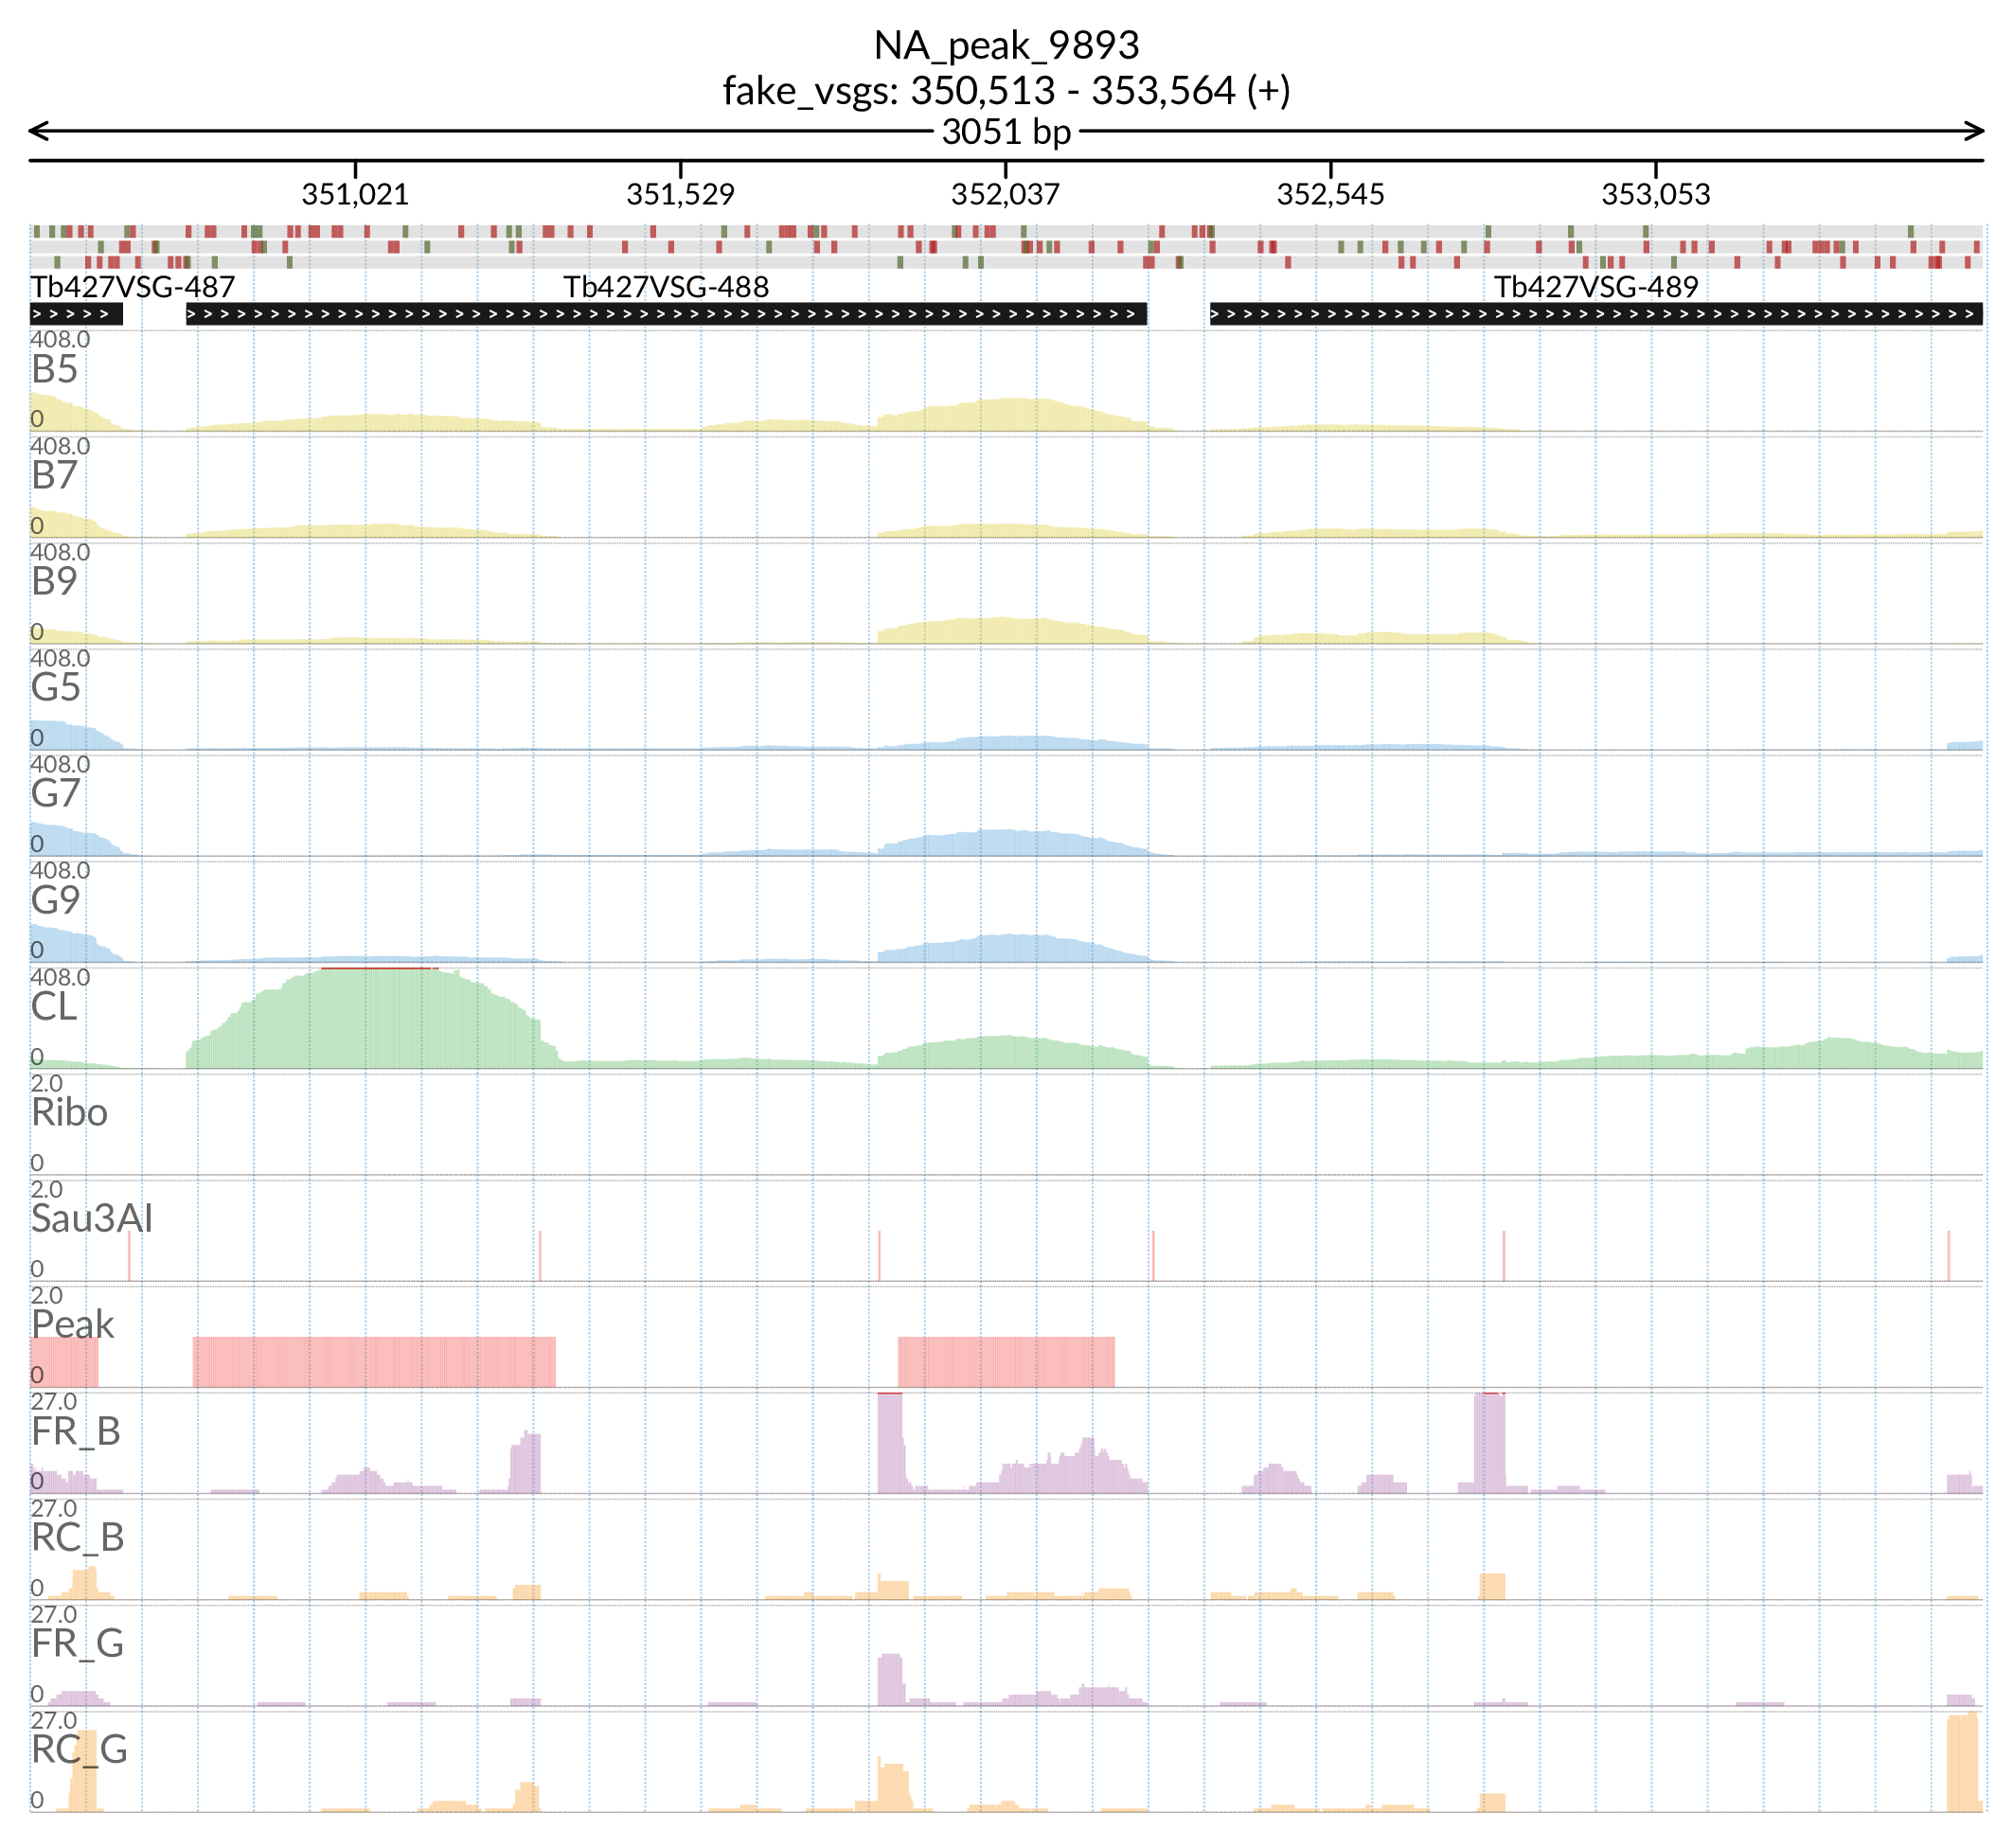 NA_peak_9893
fake_vsgs: 350,513 - 353,564 (+)
3051 bp
351,021 351,529 352,037 352,545 353,053
Tb427VSG-487 Tb427VSG-488 Tb427VSG-489
408.0
B5
0
408.0
B7
0
408.0
B9
0
408.0
G5
0
408.0
G7
0
408.0
G9
0
408.0
CL
0
2.0
Ribo
0
2.0
Sau3AI
0
2.0
Peak
0
27.0
FR_B
0
27.0
RC_B
0
27.0
FR_G
0
27.0
RC_G
0